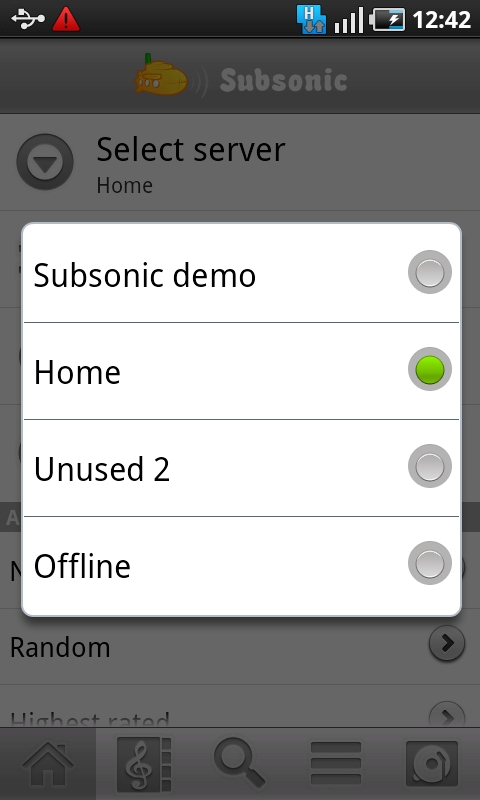 H
12:42
Subsonic
Select server
Home
Subsonic demo
Home
Unused 2
Offline
Random
Highest rated